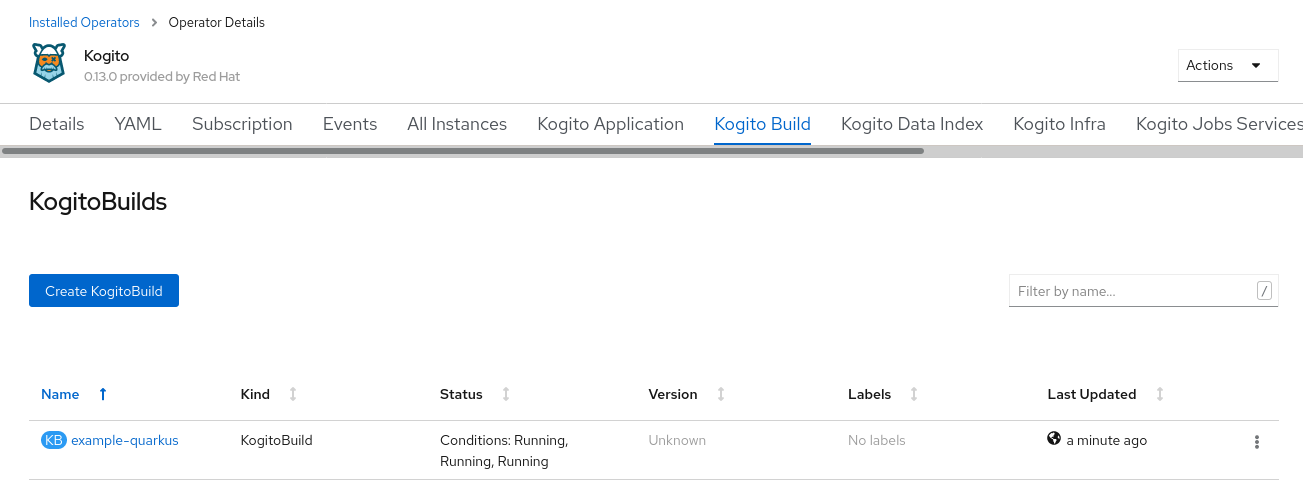 Installed Operators > Operator Details
Kogito
0.13.0 provided by Red Hat
Actions
Details YAML Subscription Events All Instances Kogito Application Kogito Build Kogito Data Index Kogito Infra Kogito Jobs Services
KogitoBuilds
Create KogitoBuild
Filter by name... /
Name Kind Status Version Labels Last Updated
KB example-quarkus KogitoBuild Conditions: Running, Unknown No labels a minute ago
Running, Running